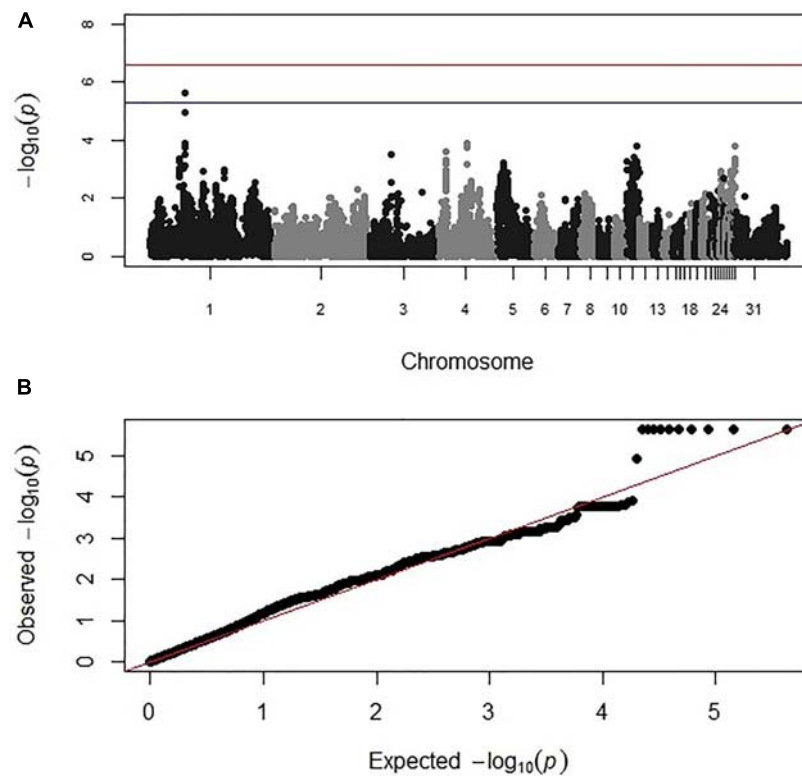 A
8
6
4
2
0
−log10(p)
1 2 3 4 5 6 7 8 10 13 18 24 31
Chromosome
B
5
4
3
2
1
0
Observed −log10(p)
0 1 2 3 4 5
Expected −log10(p)